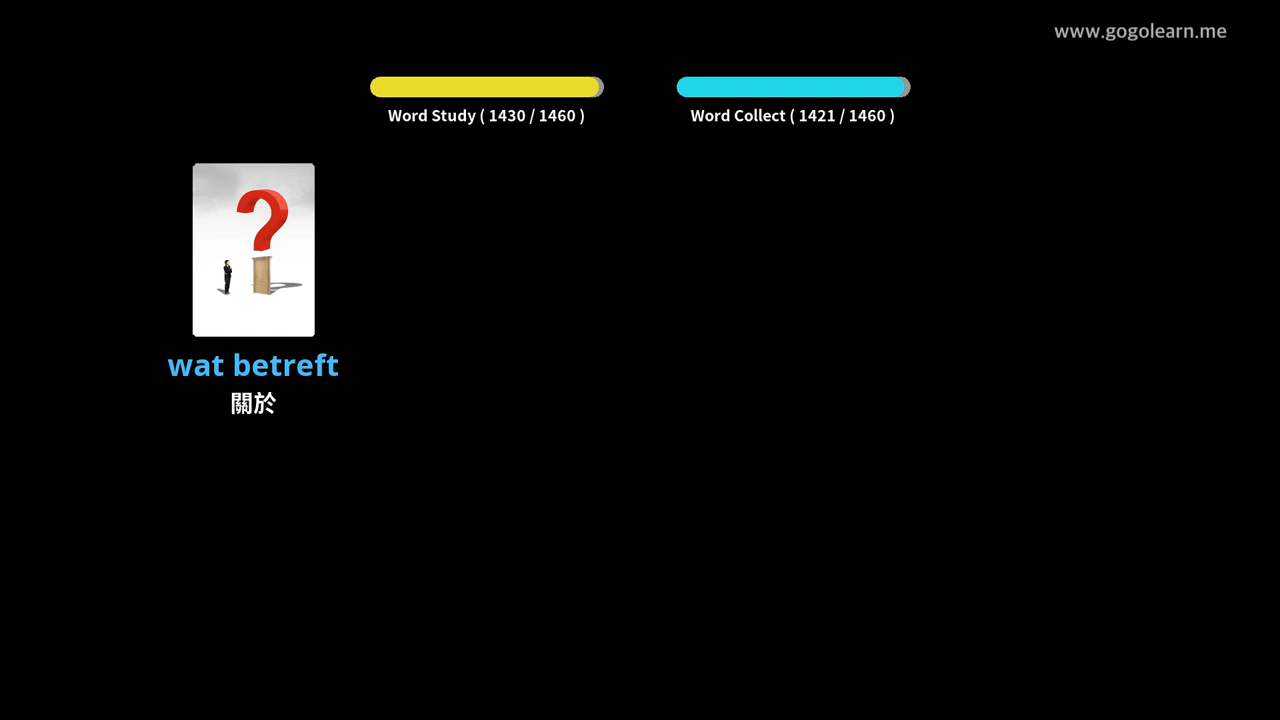 www.gogolearn.me
Word Study ( 1430 / 1460 )
Word Collect ( 1421 / 1460 )
?
wat betreft
關於